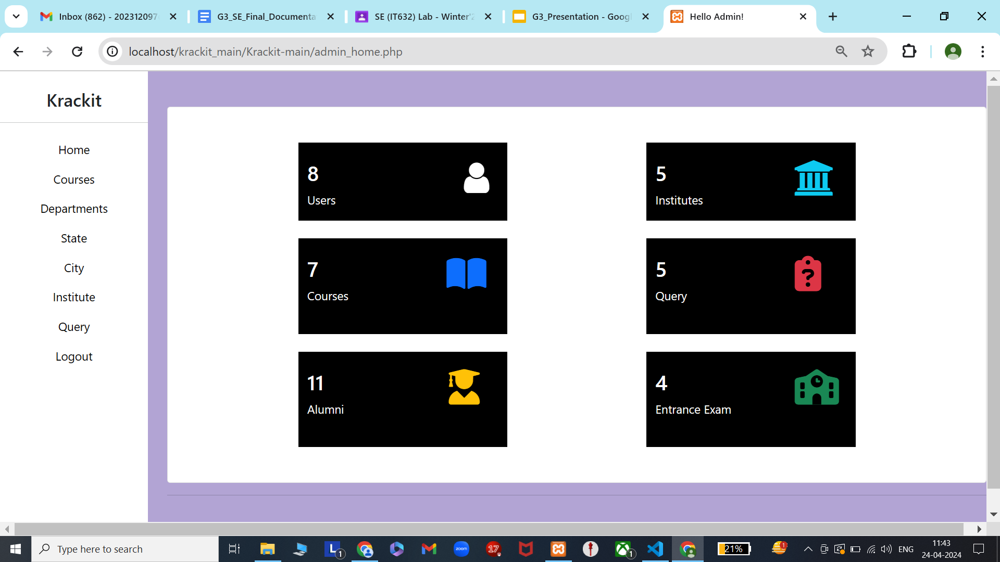 Inbox (862) - 202312097
G3_SE_Final_Documenta
SE (IT632) Lab - Winter'2
G3_Presentation - Googl
Hello Admin!
localhost/krackit_main/Krackit-main/admin_home.php
Krackit
Home
Courses
Departments
State
City
Institute
Query
Logout
8
Users
5
Institutes
7
Courses
5
Query
11
Alumni
4
Entrance Exam
Type here to search
L
1
zoom
17
1
21%
1
ENG
11:43
24-04-2024